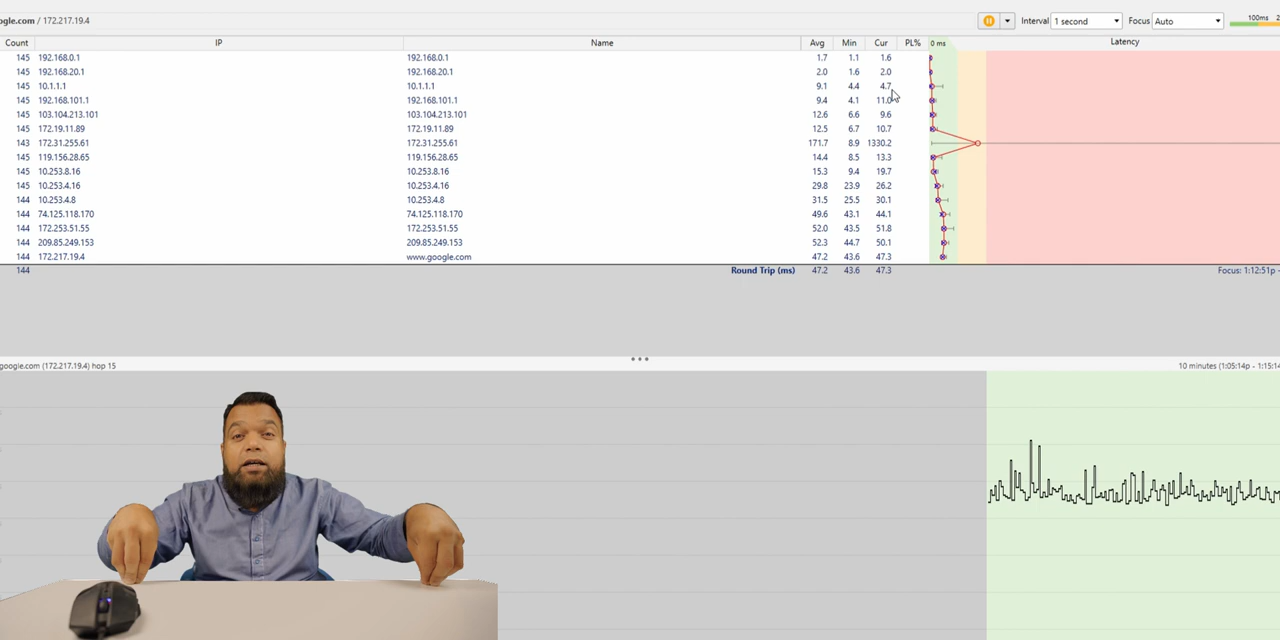 ogle.com / 172.217.19.4
Interval 1 second Focus Auto 100ms 2
Count IP Name Avg Min Cur PL% 0 ms Latency
145 192.168.0.1 192.168.0.1 1.7 1.1 1.6
145 192.168.20.1 192.168.20.1 2.0 1.6 2.0
145 10.1.1.1 10.1.1.1 9.1 4.4 4.7
145 192.168.101.1 192.168.101.1 9.4 4.1 11.0
145 103.104.213.101 103.104.213.101 12.6 6.6 9.6
145 172.19.11.89 172.19.11.89 12.5 6.7 10.7
143 172.31.255.61 172.31.255.61 171.7 8.9 1330.2
145 119.156.28.65 119.156.28.65 14.4 8.5 13.3
145 10.253.8.16 10.253.8.16 15.3 9.4 19.7
145 10.253.4.16 10.253.4.16 29.8 23.9 26.2
144 10.253.4.8 10.253.4.8 31.5 25.5 30.1
144 74.125.118.170 74.125.118.170 49.6 43.1 44.1
144 172.253.51.55 172.253.51.55 52.0 43.5 51.8
144 209.85.249.153 209.85.249.153 52.3 44.7 50.1
144 172.217.19.4 www.google.com 47.2 43.6 47.3
144 Round Trip (ms) 47.2 43.6 47.3 Focus: 1:12:51p -
google.com (172.217.19.4) hop 15 10 minutes (1:05:14p - 1:15:14